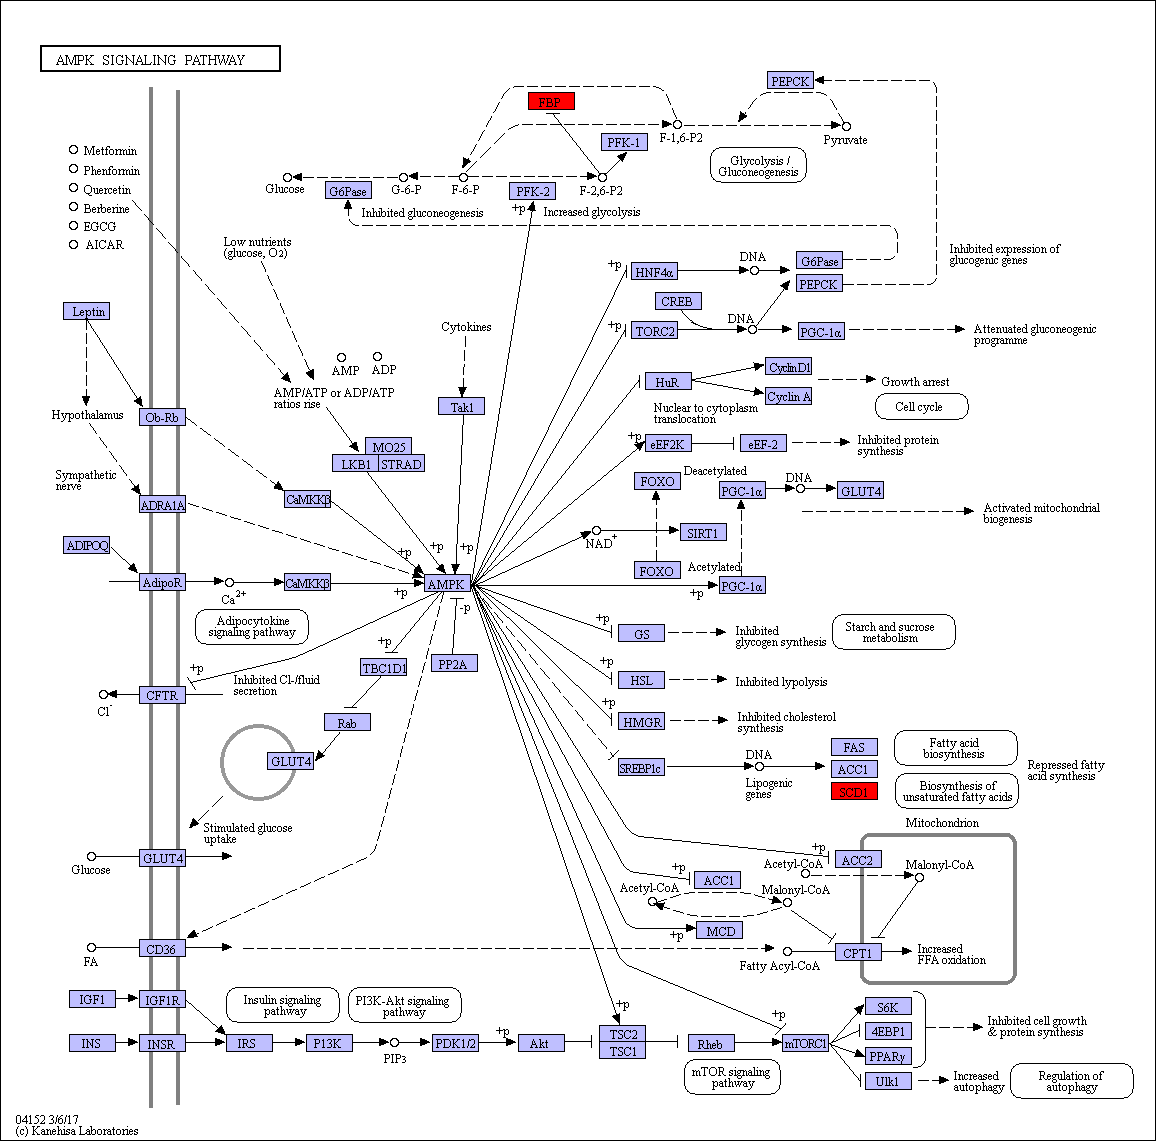 AMPK SIGNALING PATHWAY
PEPCK
FBP
F-1,6-P2
Pyruvate
PFK-1
Glycolysis /
Gluconeogenesis
Metformin
Phenformin
Quercetin
Berberine
EGCG
AICAR
Glucose
G6Pase
G-6-P
F-6-P
PFK-2
F-2,6-P2
+p
Inhibited gluconeogenesis
Increased glycolysis
Low nutrients
(glucose, O2)
DNA
G6Pase
Inhibited expression of
glucogenic genes
+p
HNF4α
PEPCK
CREB
DNA
Leptin
Cytokines
+p
TORC2
PGC-1α
Attenuated gluconeogenic
programme
AMP
ADP
AMP/ATP or ADP/ATP
ratios rise
HuR
CyclinD1
Cyclin A
Growth arrest
Cell cycle
Nuclear to cytoplasm
translocation
Hypothalamus
Ob-Rb
Tak1
MO25
LKB1
STRAD
+p
eEF2K
eEF-2
Inhibited protein
synthesis
Sympathetic
nerve
ADRA1A
CaMKKβ
FOXO
Deacetylated
PGC-1α
DNA
GLUT4
Activated mitochondrial
biogenesis
NAD+
SIRT1
ADIPOQ
+p
+p
+p
FOXO
Acetylated
PGC-1α
+p
AdipoR
Ca2+
CaMKKβ
+p
AMPK
-p
Adipocytokine
signaling pathway
+p
GS
Inhibited
glycogen synthesis
Starch and sucrose
metabolism
+p
TBC1D1
PP2A
+p
HSL
Inhibited lypolysis
+p
CFTR
Cl-
Inhibited Cl-/fluid
secretion
Rab
+p
HMGR
Inhibited cholesterol
synthesis
GLUT4
SREBP1c
DNA
Lipogenic
genes
FAS
ACC1
SCD1
Fatty acid
biosynthesis
Biosynthesis of
unsaturated fatty acids
Repressed fatty
acid synthesis
Stimulated glucose
uptake
Glucose
GLUT4
Mitochondrion
+p
ACC2
Acetyl-CoA
Malonyl-CoA
+p
ACC1
Acetyl-CoA
Malonyl-CoA
MCD
+p
FA
CD36
Fatty Acyl-CoA
CPT1
Increased
FFA oxidation
IGF1
IGF1R
Insulin signaling
pathway
PI3K-Akt signaling
pathway
INS
INSR
IRS
P13K
PIP3
PDK1/2
+p
Akt
+p
TSC2
TSC1
Rheb
+p
mTORC1
S6K
4EBP1
PPARγ
Ulk1
Inhibited cell growth
& protein synthesis
mTOR signaling
pathway
Increased
autophagy
Regulation of
autophagy
04152 3/6/17
(c) Kanehisa Laboratories